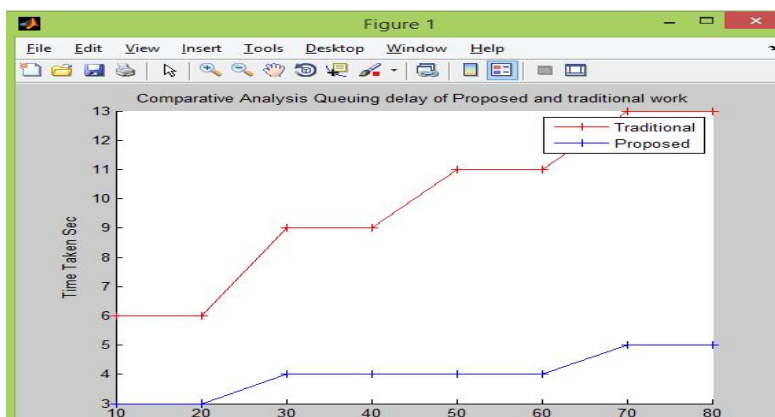 Figure 1
File Edit View Insert Tools Desktop Window Help
Comparative Analysis Queuing delay of Proposed and traditional work
Traditional
Proposed
Time Taken Sec
13
12
11
10
9
8
7
6
5
4
3
10 20 30 40 50 60 70 80